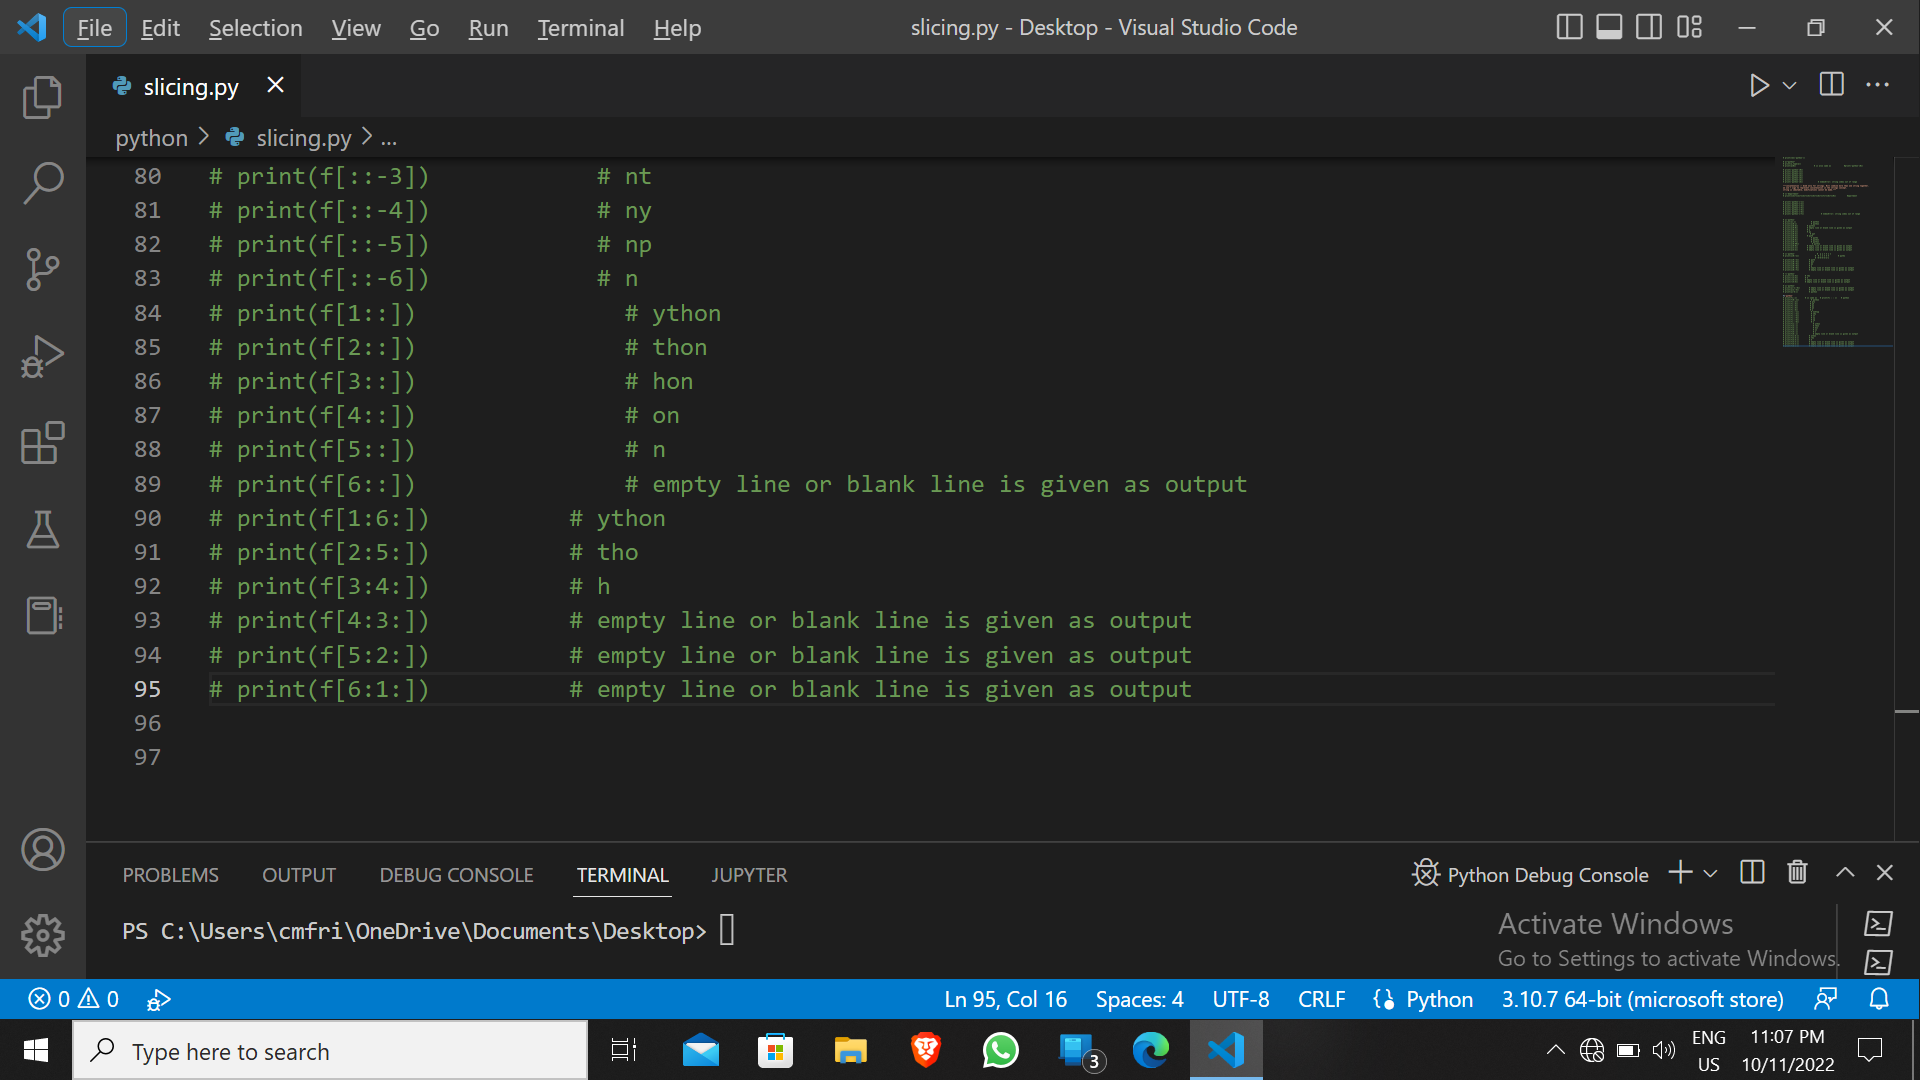 File Edit Selection View Go Run Terminal Help slicing.py - Desktop - Visual Studio Code
slicing.py
python > slicing.py > ...
80 # print(f[::-3]) # nt
81 # print(f[::-4]) # ny
82 # print(f[::-5]) # np
83 # print(f[::-6]) # n
84 # print(f[1::]) # ython
85 # print(f[2::]) # thon
86 # print(f[3::]) # hon
87 # print(f[4::]) # on
88 # print(f[5::]) # n
89 # print(f[6::]) # empty line or blank line is given as output
90 # print(f[1:6:]) # ython
91 # print(f[2:5:]) # tho
92 # print(f[3:4:]) # h
93 # print(f[4:3:]) # empty line or blank line is given as output
94 # print(f[5:2:]) # empty line or blank line is given as output
95 # print(f[6:1:]) # empty line or blank line is given as output
96
97
PROBLEMS OUTPUT DEBUG CONSOLE TERMINAL JUPYTER Python Debug Console
PS C:\Users\cmfri\OneDrive\Documents\Desktop>
Activate Windows
Go to Settings to activate Windows.
0 0 Ln 95, Col 16 Spaces: 4 UTF-8 CRLF Python 3.10.7 64-bit (microsoft store)
Type here to search 3 ENG US 11:07 PM 10/11/2022